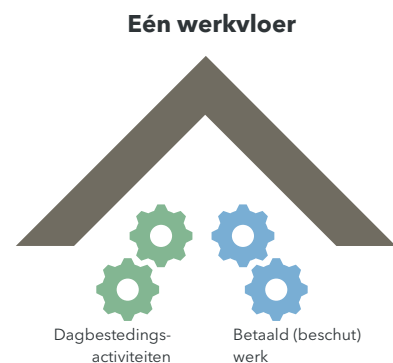 Eén werkvloer
Dagbestedings-
activiteiten
Betaald (beschut)
werk